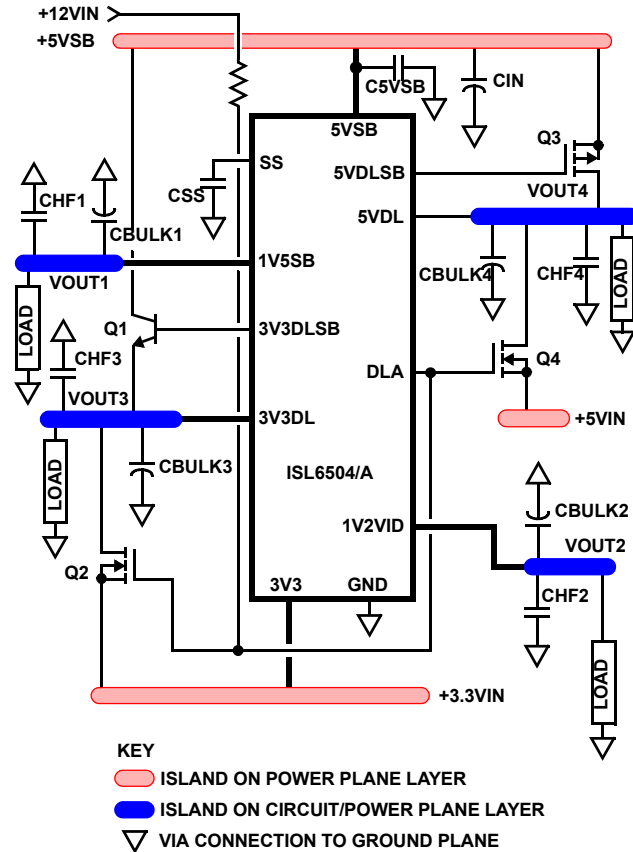 +12VIN
+5VSB
C5VSB
CIN
5VSB
Q3
SS
5VDLSB
VOUT4
CSS
CHF1
5VDL
CBULK1
1V5SB
CBULK4
CHF4
LOAD
VOUT1
LOAD
Q1
3V3DLSB
CHF3
DLA
Q4
VOUT3
3V3DL
+5VIN
LOAD
CBULK3
ISL6504/A
CBULK2
1V2VID
VOUT2
Q2
3V3
GND
CHF2
LOAD
+3.3VIN
KEY
ISLAND ON POWER PLANE LAYER
ISLAND ON CIRCUIT/POWER PLANE LAYER
VIA CONNECTION TO GROUND PLANE